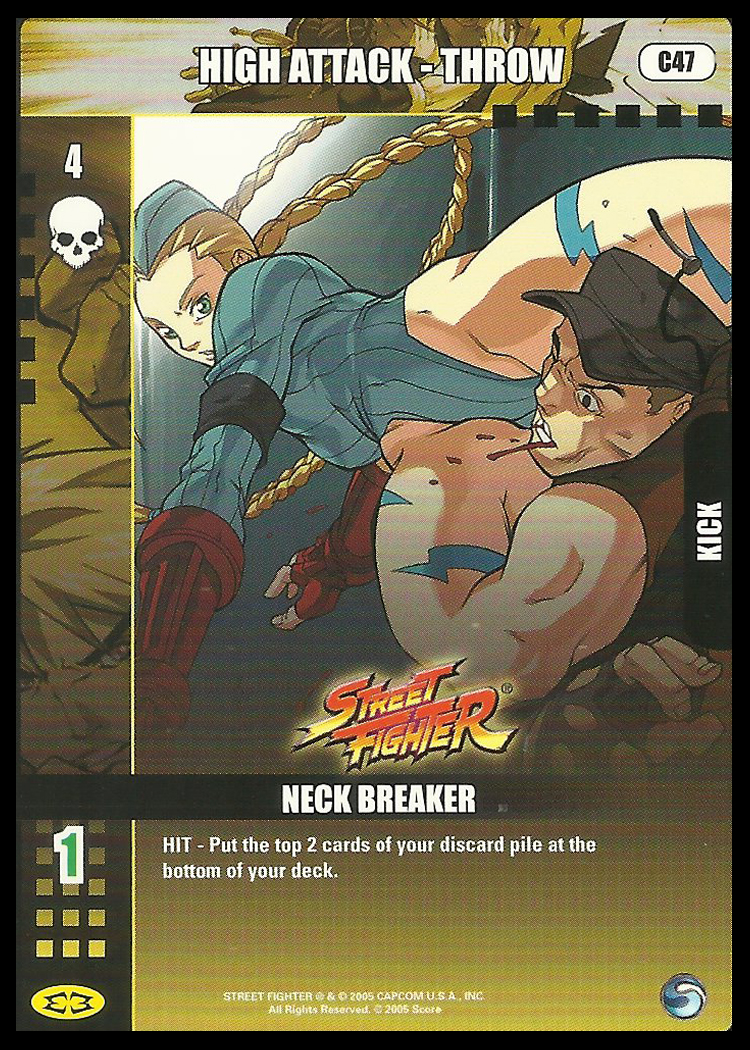 HIGH ATTACK - THROW
C47
4
KICK
STREET
FIGHTER®
NECK BREAKER
1
HIT - Put the top 2 cards of your discard pile at the
bottom of your deck.
STREET FIGHTER ® & © 2005 CAPCOM U.S.A., INC.
All Rights Reserved. © 2005 Score